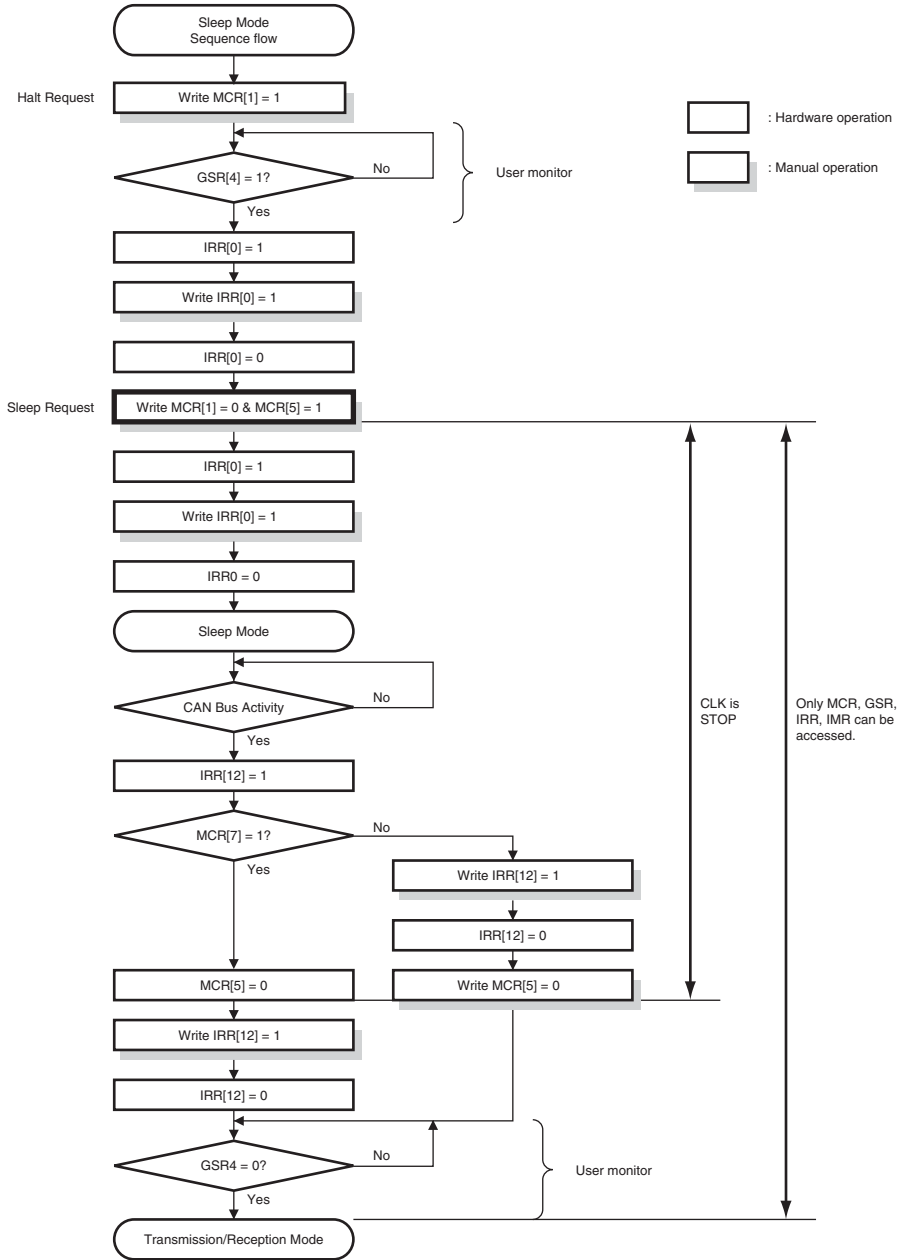 Sleep Mode
Sequence flow
Halt Request
Write MCR[1] = 1
: Hardware operation
: Manual operation
GSR[4] = 1?
No
User monitor
Yes
IRR[0] = 1
Write IRR[0] = 1
IRR[0] = 0
Sleep Request
Write MCR[1] = 0 & MCR[5] = 1
IRR[0] = 1
Write IRR[0] = 1
IRR0 = 0
Sleep Mode
CAN Bus Activity
No
Yes
CLK is
STOP
Only MCR, GSR,
IRR, IMR can be
accessed.
IRR[12] = 1
MCR[7] = 1?
No
Yes
Write IRR[12] = 1
IRR[12] = 0
MCR[5] = 0
Write MCR[5] = 0
Write IRR[12] = 1
IRR[12] = 0
GSR4 = 0?
No
User monitor
Yes
Transmission/Reception Mode